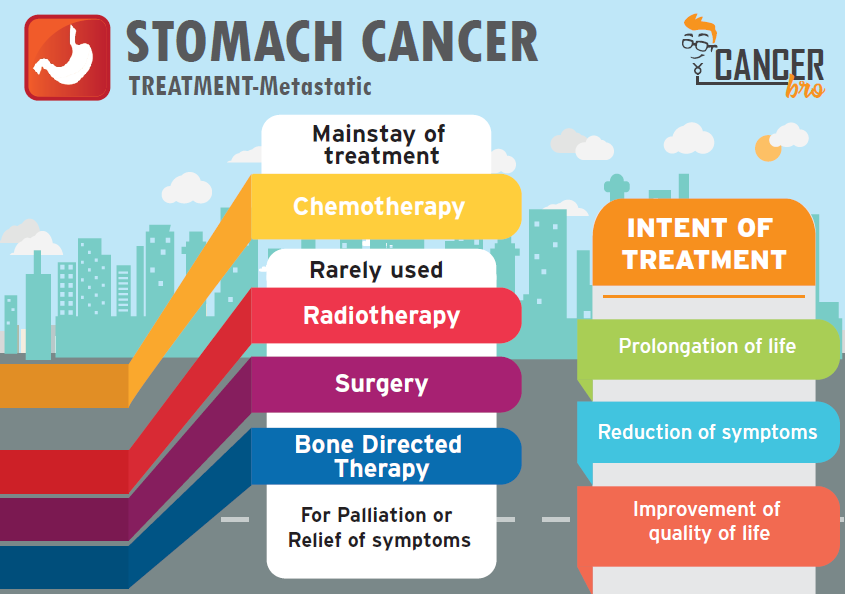 STOMACH CANCER
TREATMENT-Metastatic
CANCER
bro
Mainstay of
treatment
Chemotherapy
Rarely used
Radiotherapy
Surgery
Bone Directed
Therapy
For Palliation or
Relief of symptoms
INTENT OF
TREATMENT
Prolongation of life
Reduction of symptoms
Improvement of
quality of life